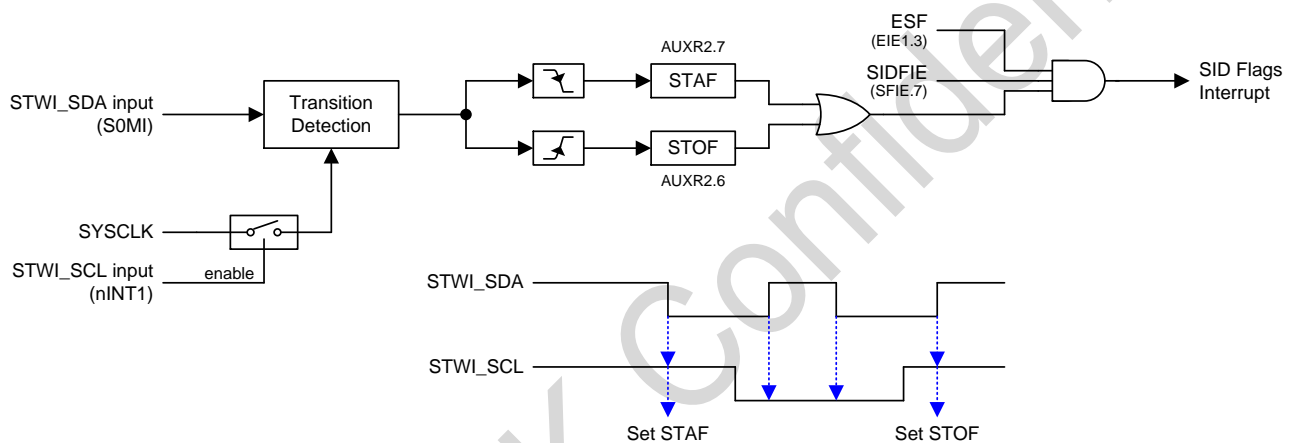 ESF
(EIE1.3)
AUXR2.7
SIDFIE
(SFIE.7)
SID Flags
Interrupt
STWI_SDA input
(S0MI)
Transition
Detection
STAF
STOF
AUXR2.6
SYSCLK
STWI_SCL input
(nINT1)
enable
STWI_SDA
STWI_SCL
Set STAF
Set STOF
K Confiden